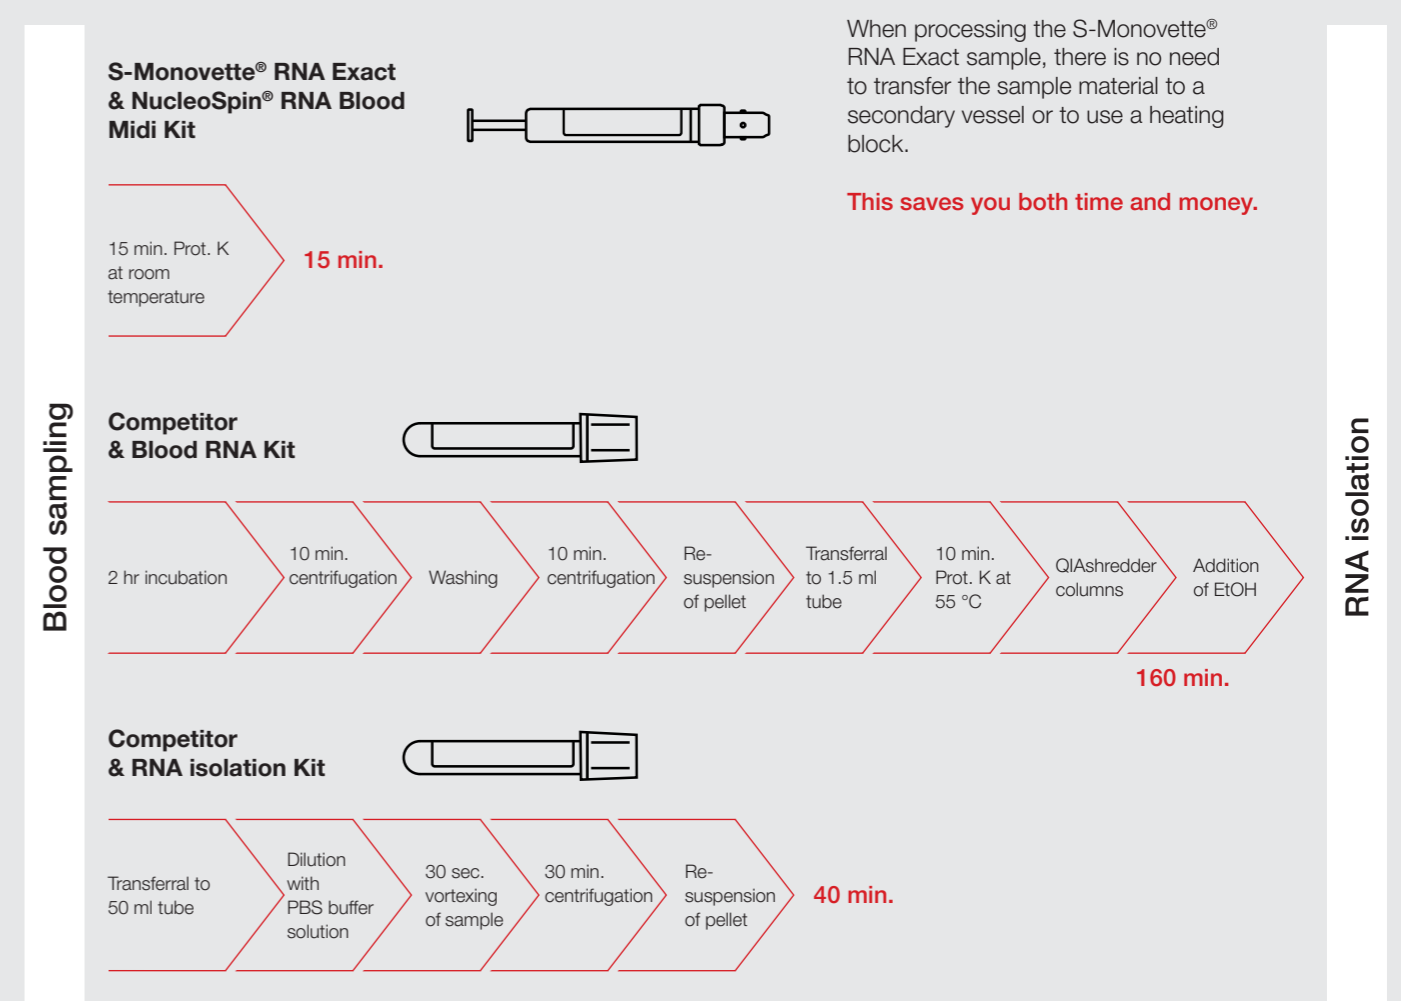 Blood sampling
S-Monovette® RNA Exact
& NucleoSpin® RNA Blood
Midi Kit
When processing the S-Monovette®
RNA Exact sample, there is no need
to transfer the sample material to a
secondary vessel or to use a heating
block.
This saves you both time and money.
15 min. Prot. K
at room
temperature
15 min.
Competitor
& Blood RNA Kit
2 hr incubation
10 min.
centrifugation
Washing
10 min.
centrifugation
Re-
suspension
of pellet
Transferral
to 1.5 ml
tube
10 min.
Prot. K at
55 °C
QIAshredder
columns
Addition
of EtOH
160 min.
Competitor
& RNA isolation Kit
Transferral to
50 ml tube
Dilution
with
PBS buffer
solution
30 sec.
vortexing
of sample
30 min.
centrifugation
Re-
suspension
of pellet
40 min.
RNA isolation